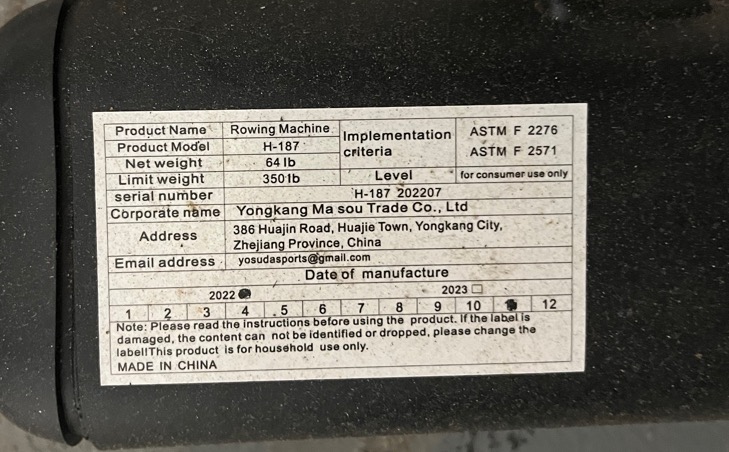 Product Name Rowing Machine Implementation criteria ASTM F 2276
Product Model H-187 ASTM F 2571
Net weight 64 lb
Limit weight 350 lb Level for consumer use only
serial number H-187 202207
Corporate name Yongkang Ma sou Trade Co., Ltd
Address 386 Huajin Road, Huajie Town, Yongkang City,
Zhejiang Province, China
Email address yosudasports@gmail.com
Date of manufacture
2022 2023
1 2 3 4 5 6 7 8 9 10 12
Note: Please read the instructions before using the product. If the label is
damaged, the content can not be identified or dropped, please change the
label!This product is for household use only.
MADE IN CHINA